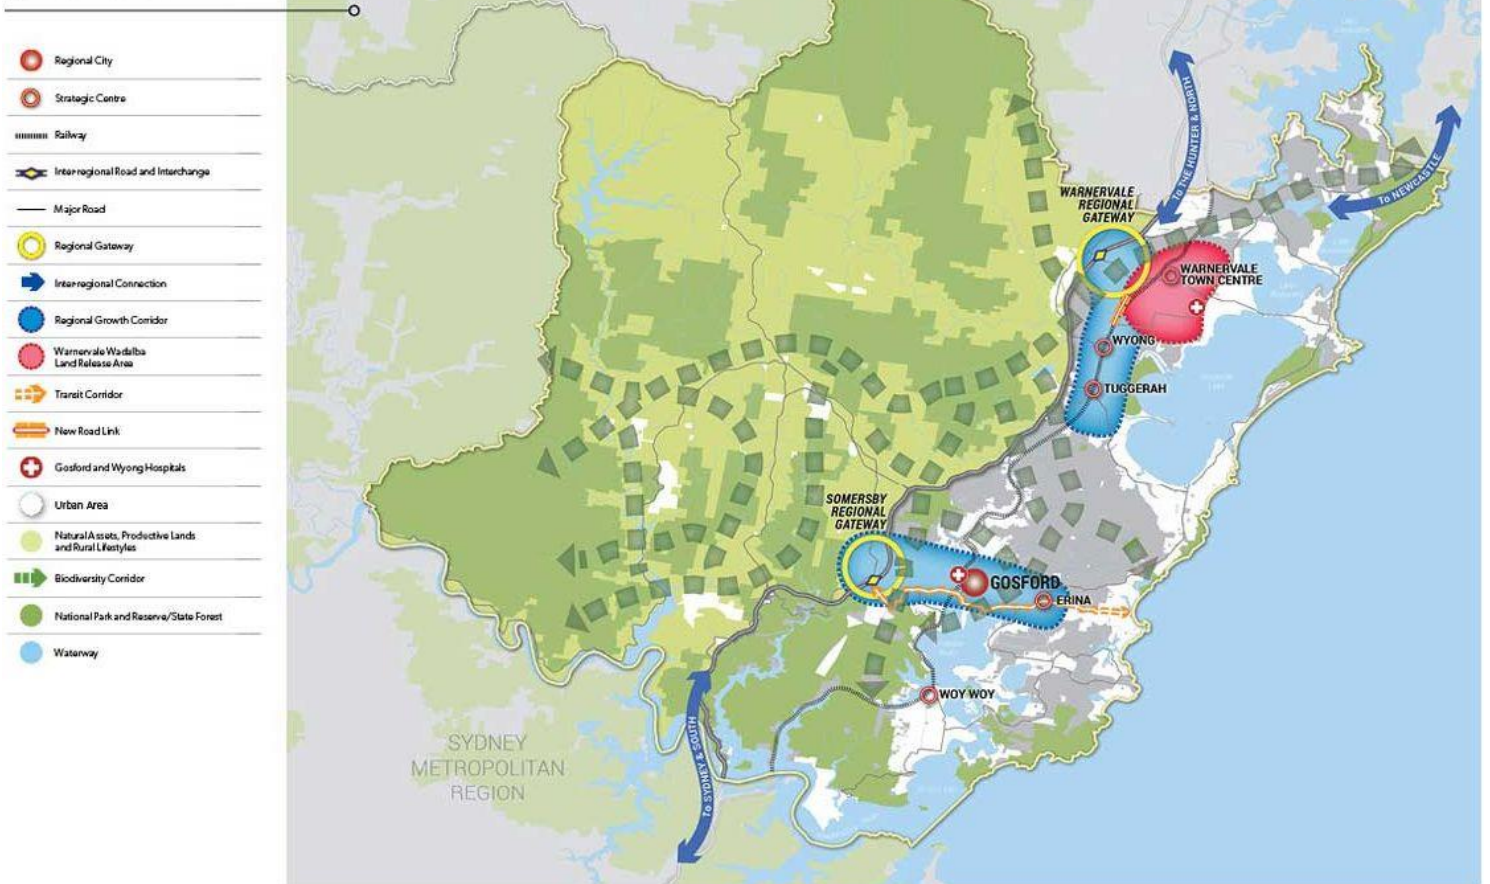 Regional City
Strategic Centre
Railway
Inter-regional Road and Interchange
Major Road
Regional Gateway
Inter-regional Connection
Regional Growth Corridor
Warnervale Wadalba
Land Release Area
Transit Corridor
New Road Link
Gosford and Wyong Hospitals
Urban Area
Natural Assets, Productive Lands
and Rural Lifestyles
Biodiversity Corridor
National Park and Reserve/State Forest
Waterway
To THE HUNTER & NORTH
To NEWCASTLE
WARNERVALE
REGIONAL
GATEWAY
WARNERVALE
TOWN CENTRE
WYONG
TUGGERAH
SOMERSBY
REGIONAL
GATEWAY
GOSFORD
ERINA
WOY WOY
To SYDNEY & SOUTH
SYDNEY
METROPOLITAN
REGION